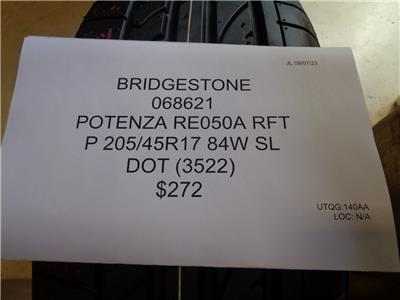 JL 09/07/23
BRIDGESTONE
068621
POTENZA RE050A RFT
P 205/45R17 84W SL
DOT (3522)
$272
UTQG:140AA
LOC: N/A